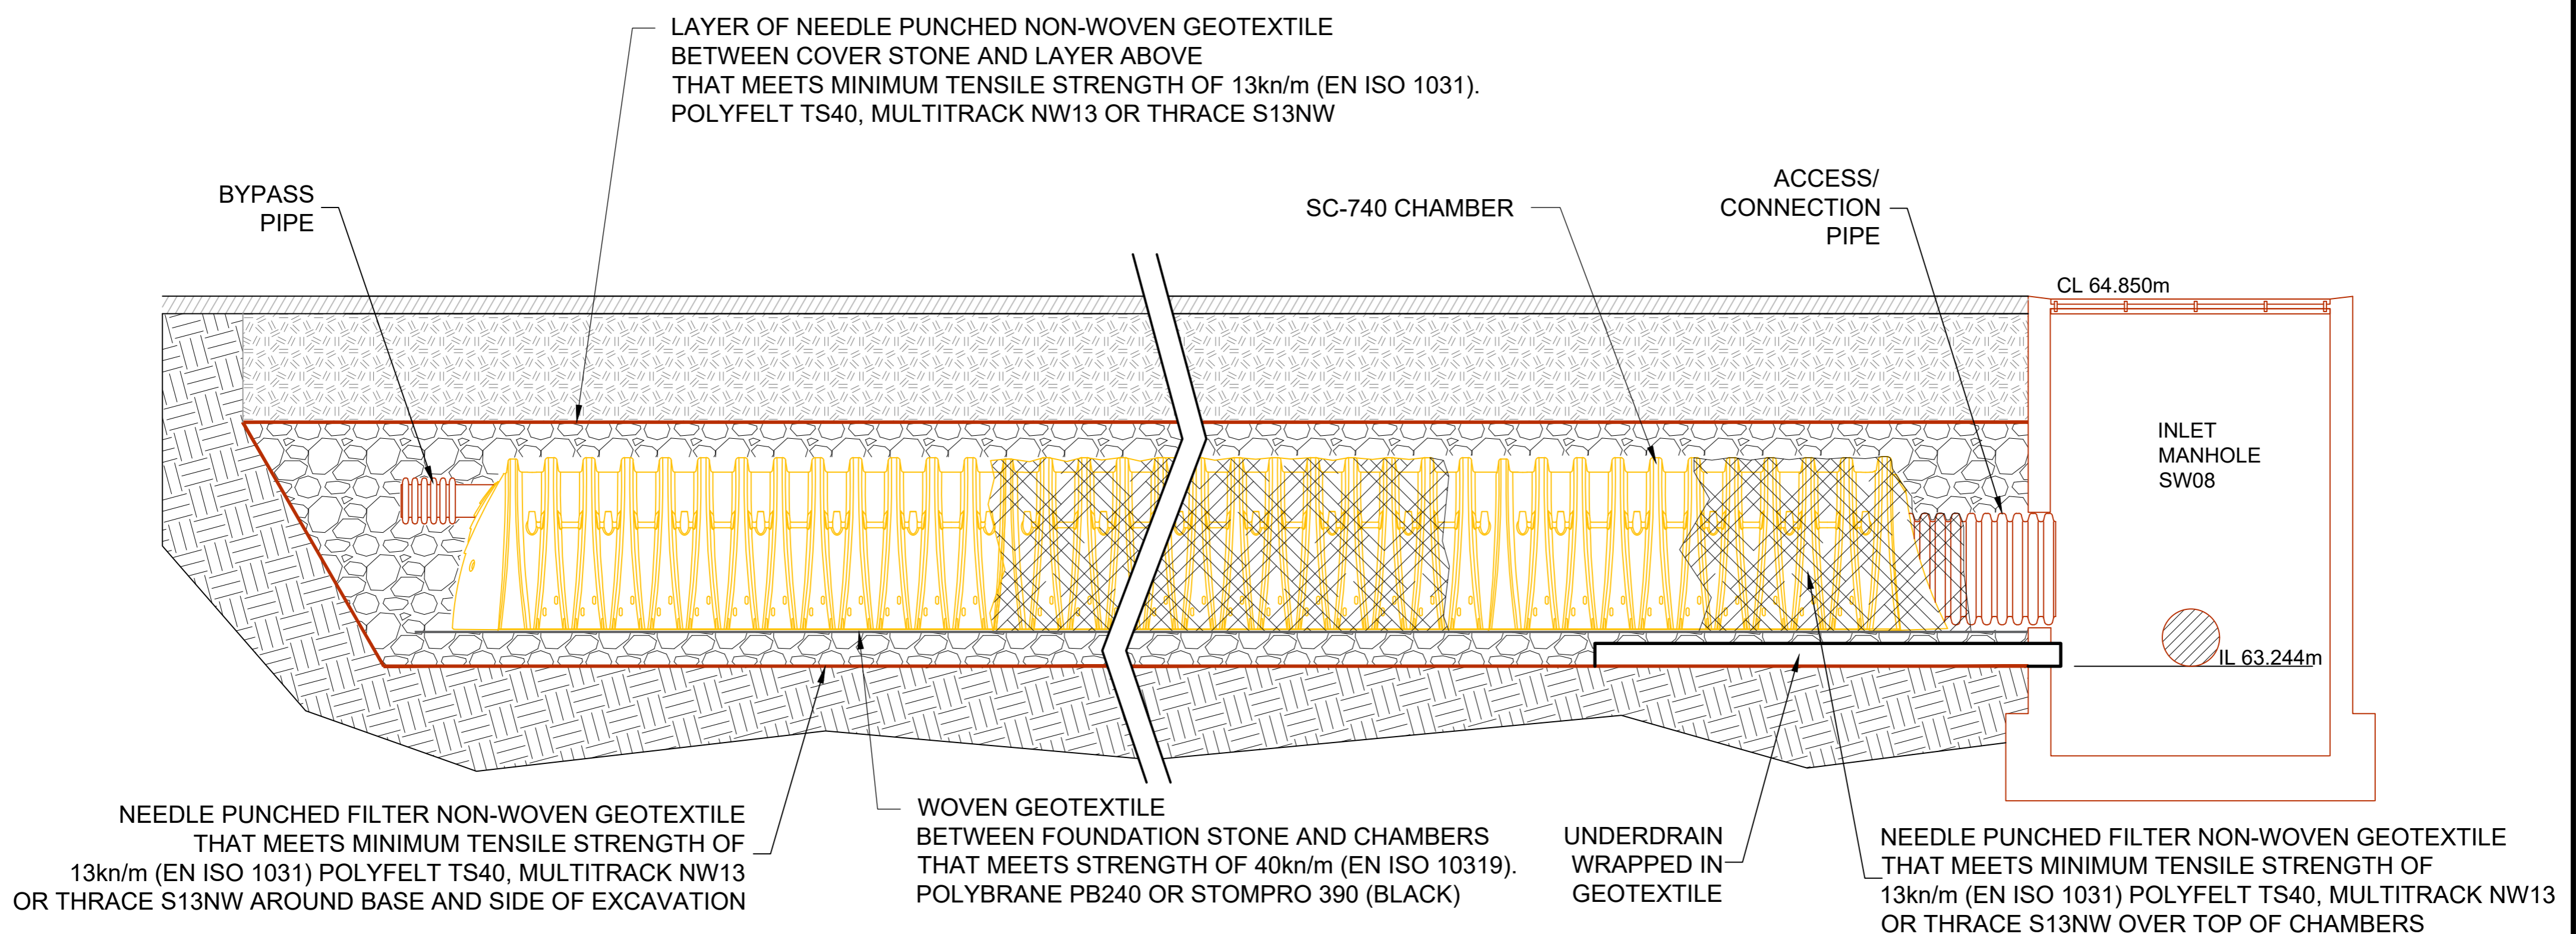 LAYER OF NEEDLE PUNCHED NON-WOVEN GEOTEXTILE
BETWEEN COVER STONE AND LAYER ABOVE
THAT MEETS MINIMUM TENSILE STRENGTH OF 13kn/m (EN ISO 1031).
POLYFELT TS40, MULTITRACK NW13 OR THRACE S13NW
BYPASS
PIPE
SC-740 CHAMBER
ACCESS/
CONNECTION
PIPE
CL 64.850m
INLET
MANHOLE
SW08
IL 63.244m
NEEDLE PUNCHED FILTER NON-WOVEN GEOTEXTILE
THAT MEETS MINIMUM TENSILE STRENGTH OF
13kn/m (EN ISO 1031) POLYFELT TS40, MULTITRACK NW13
OR THRACE S13NW AROUND BASE AND SIDE OF EXCAVATION
WOVEN GEOTEXTILE
BETWEEN FOUNDATION STONE AND CHAMBERS
THAT MEETS STRENGTH OF 40kn/m (EN ISO 10319).
POLYBRANE PB240 OR STOMPRO 390 (BLACK)
UNDERDRAIN
WRAPPED IN
GEOTEXTILE
NEEDLE PUNCHED FILTER NON-WOVEN GEOTEXTILE
THAT MEETS MINIMUM TENSILE STRENGTH OF
13kn/m (EN ISO 1031) POLYFELT TS40, MULTITRACK NW13
OR THRACE S13NW OVER TOP OF CHAMBERS